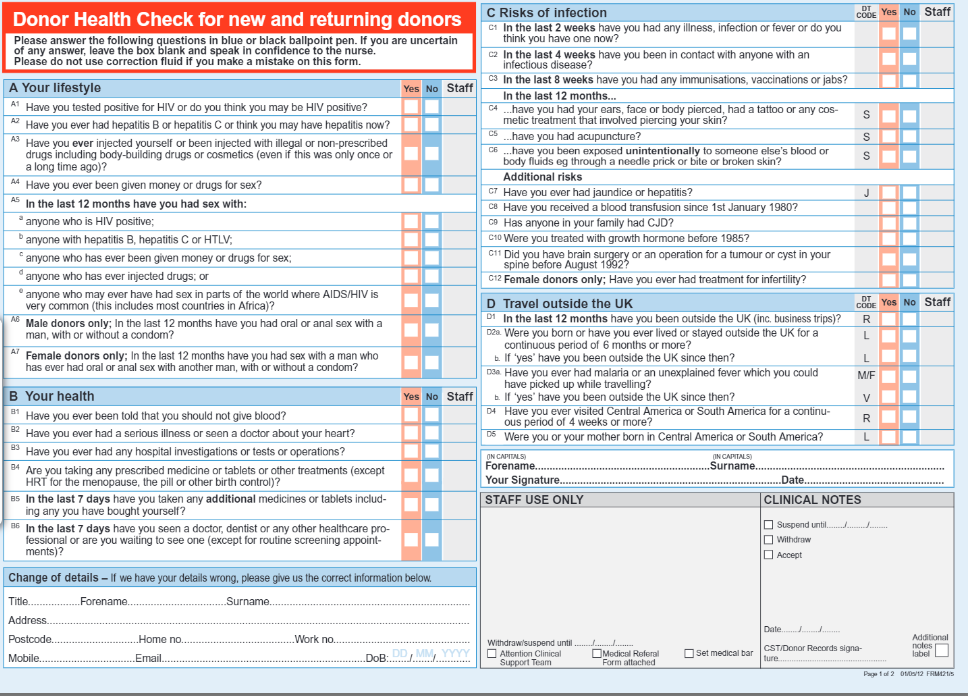 Donor Health Check for new and returning donors
Please answer the following questions in blue or black ballpoint pen. If you are uncertain
of any answer, leave the box blank and speak in confidence to the nurse.
Please do not use correction fluid if you make a mistake on this form.
A Your lifestyle Yes No Staff
A1 Have you tested positive for HIV or do you think you may be HIV positive?
A2 Have you ever had hepatitis B or hepatitis C or think you may have hepatitis now?
A3 Have you ever injected yourself or been injected with illegal or non-prescribed
drugs including body-building drugs or cosmetics (even if this was only once or
a long time ago)?
A4 Have you ever been given money or drugs for sex?
A5 In the last 12 months have you had sex with:
a anyone who is HIV positive;
b anyone with hepatitis B, hepatitis C or HTLV;
c anyone who has ever been given money or drugs for sex;
d anyone who has ever injected drugs; or
e anyone who may ever have had sex in parts of the world where AIDS/HIV is
very common (this includes most countries in Africa)?
A6 Male donors only; In the last 12 months have you had oral or anal sex with a
man, with or without a condom?
A7 Female donors only; In the last 12 months have you had sex with a man who
has ever had oral or anal sex with another man, with or without a condom?
B Your health Yes No Staff
B1 Have you ever been told that you should not give blood?
B2 Have you ever had a serious illness or seen a doctor about your heart?
B3 Have you ever had any hospital investigations or tests or operations?
B4 Are you taking any prescribed medicine or tablets or other treatments (except
HRT for the menopause, the pill or other birth control)?
B5 In the last 7 days have you taken any additional medicines or tablets includ-
ing any you have bought yourself?
B6 In the last 7 days have you seen a doctor, dentist or any other healthcare pro-
fessional or are you waiting to see one (except for routine screening appoint-
ments)?
Change of details – If we have your details wrong, please give us the correct information below.
Title..................Forename..................................Surname.....................................................................
Address..................................................................................................................................................
Postcode..............................Home no.......................................Work no...............................................
Mobile.................................Email......................................................................DoB: DD / MM / YYYY
C Risks of infection DT CODE Yes No Staff
C1 In the last 2 weeks have you had any illness, infection or fever or do you
think you have one now?
C2 In the last 4 weeks have you been in contact with anyone with an
infectious disease?
C3 In the last 8 weeks have you had any immunisations, vaccinations or jabs?
In the last 12 months...
C4 ...have you had your ears, face or body pierced, had a tattoo or any cos- S
metic treatment that involved piercing your skin?
C5 ...have you had acupuncture? S
C6 ...have you been exposed unintentionally to someone else's blood or S
body fluids eg through a needle prick or bite or broken skin?
Additional risks
C7 Have you ever had jaundice or hepatitis? J
C8 Have you received a blood transfusion since 1st January 1980?
C9 Has anyone in your family had CJD?
C10 Were you treated with growth hormone before 1985?
C11 Did you have brain surgery or an operation for a tumour or cyst in your
spine before August 1992?
C12 Female donors only; Have you ever had treatment for infertility?
D Travel outside the UK DT CODE Yes No Staff
D1 In the last 12 months have you been outside the UK (inc. business trips)? R
D2a. Were you born or have you ever lived or stayed outside the UK for a L
continuous period of 6 months or more?
b. If 'yes' have you been outside the UK since then? L
D3a. Have you ever had malaria or an unexplained fever which you could M/F
have picked up while travelling?
b. If 'yes' have you been outside the UK since then? V
D4 Have you ever visited Central America or South America for a continu- R
ous period of 4 weeks or more?
D5 Were you or your mother born in Central America or South America? L
(IN CAPITALS) (IN CAPITALS)
Forename......................................................Surname............................................................
Your Signature...............................................................................Date.......................................
STAFF USE ONLY
Withdraw/suspend until ......./......./.......
Attention Clinical Support Team
Medical Referal Form attached
Set medical bar
CLINICAL NOTES
Suspend until......./......../........
Withdraw
Accept
Date......./......./.......
CST/Donor Records signa-
ture..........................................
Additional
notes
label
Page 1 of 2 01/05/12 FRM421/5